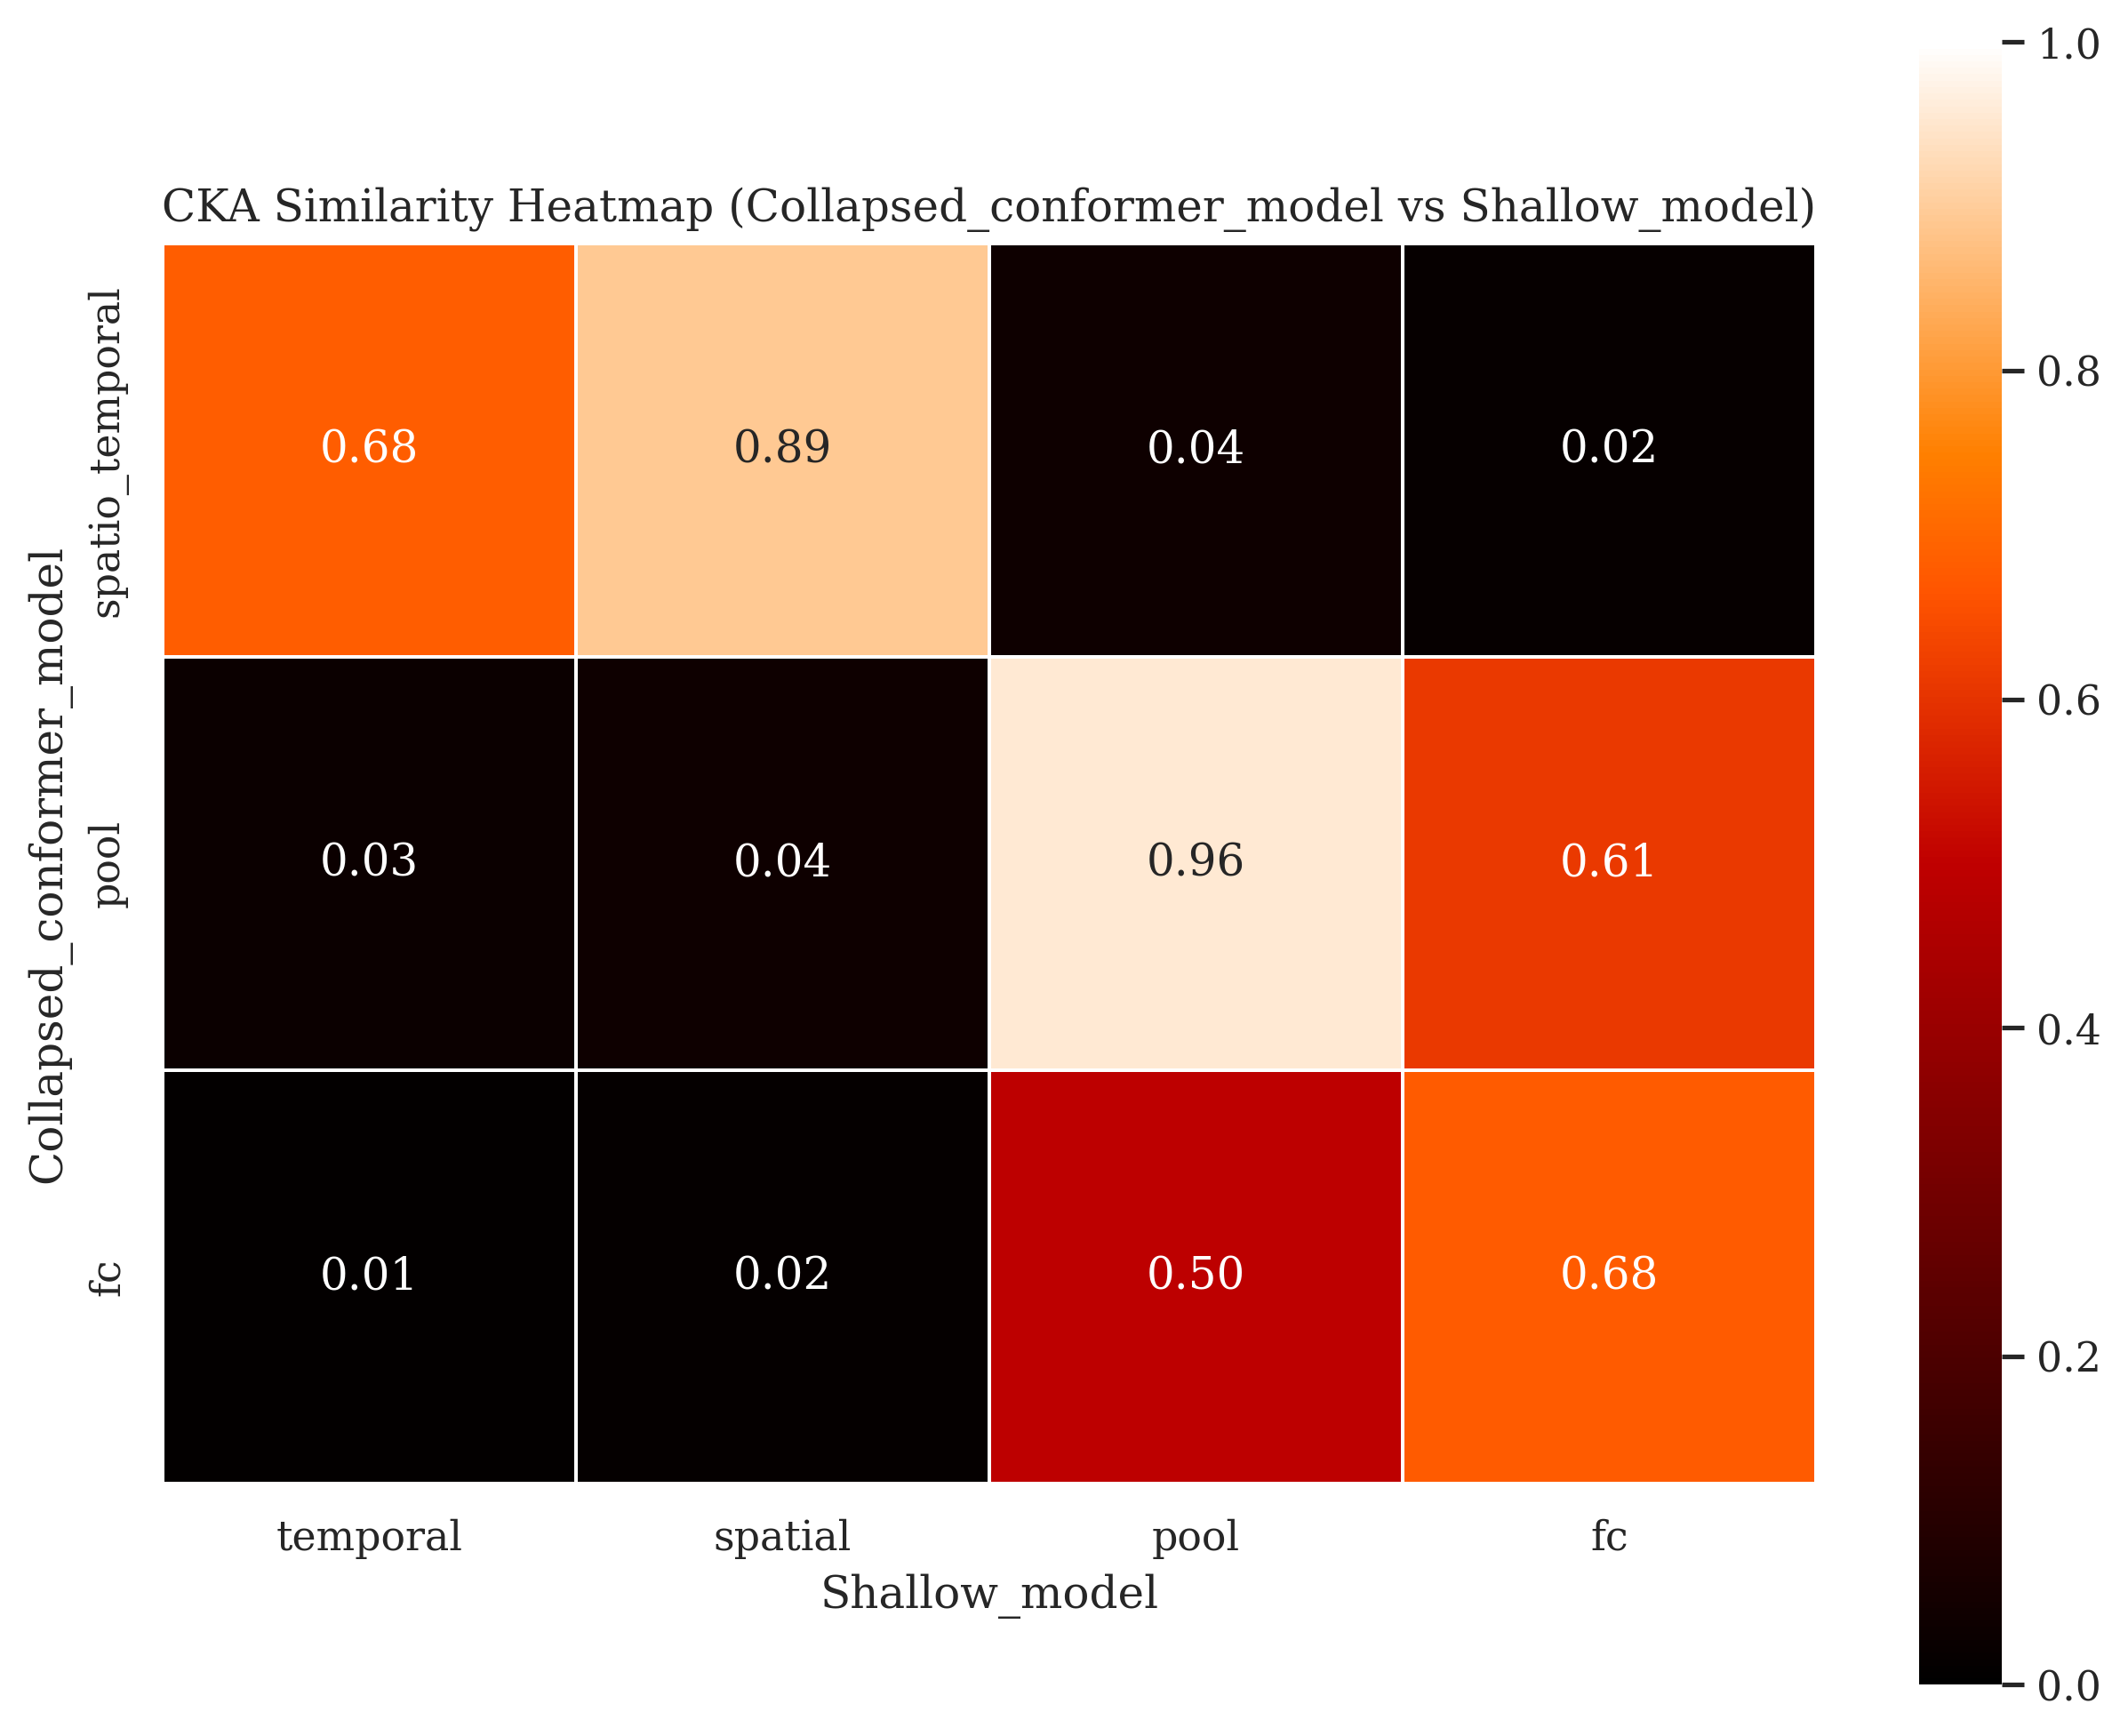 CKA Similarity Heatmap (Collapsed_conformer_model vs Shallow_model)
Collapsed_conformer_model
spatio_temporal
0.68 0.89 0.04 0.02
pool
0.03 0.04 0.96 0.61
fc
0.01 0.02 0.50 0.68
temporal spatial pool fc
Shallow_model
1.0
0.8
0.6
0.4
0.2
0.0